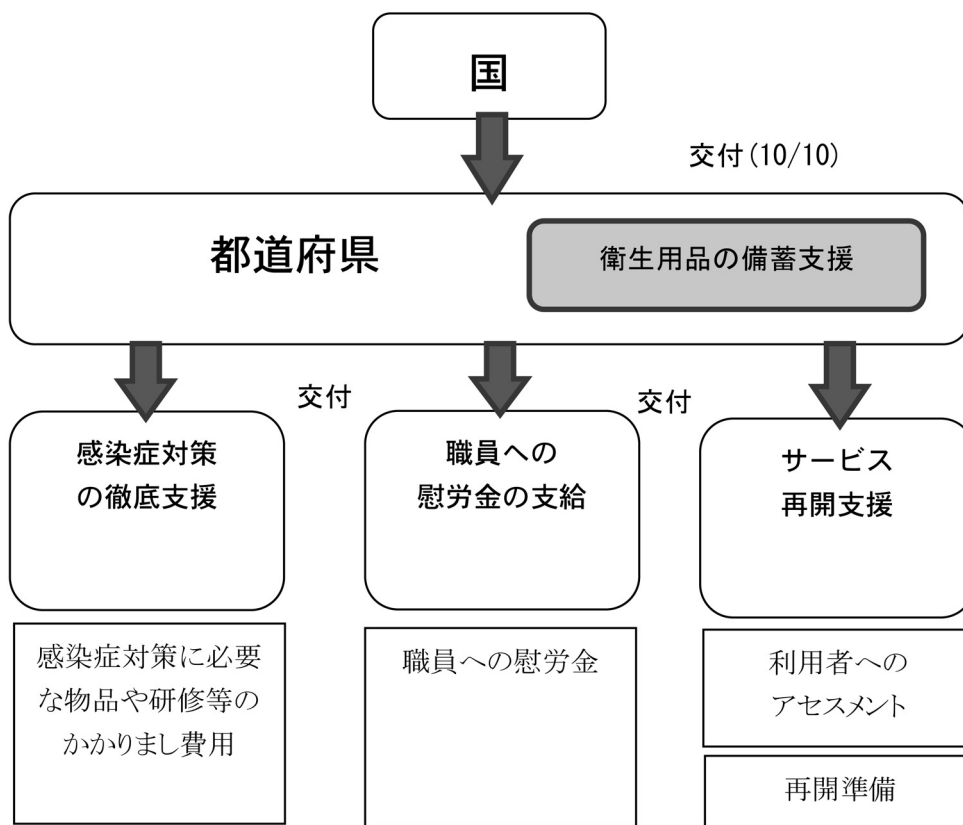 国
交付(10/10)
都道府県
衛生用品の備蓄支援
交付
交付
感染症対策
の徹底支援
職員への
慰労金の支給
サービス
再開支援
感染症対策に必要
な物品や研修等の
かかりまし費用
職員への慰労金
利用者への
アセスメント
再開準備